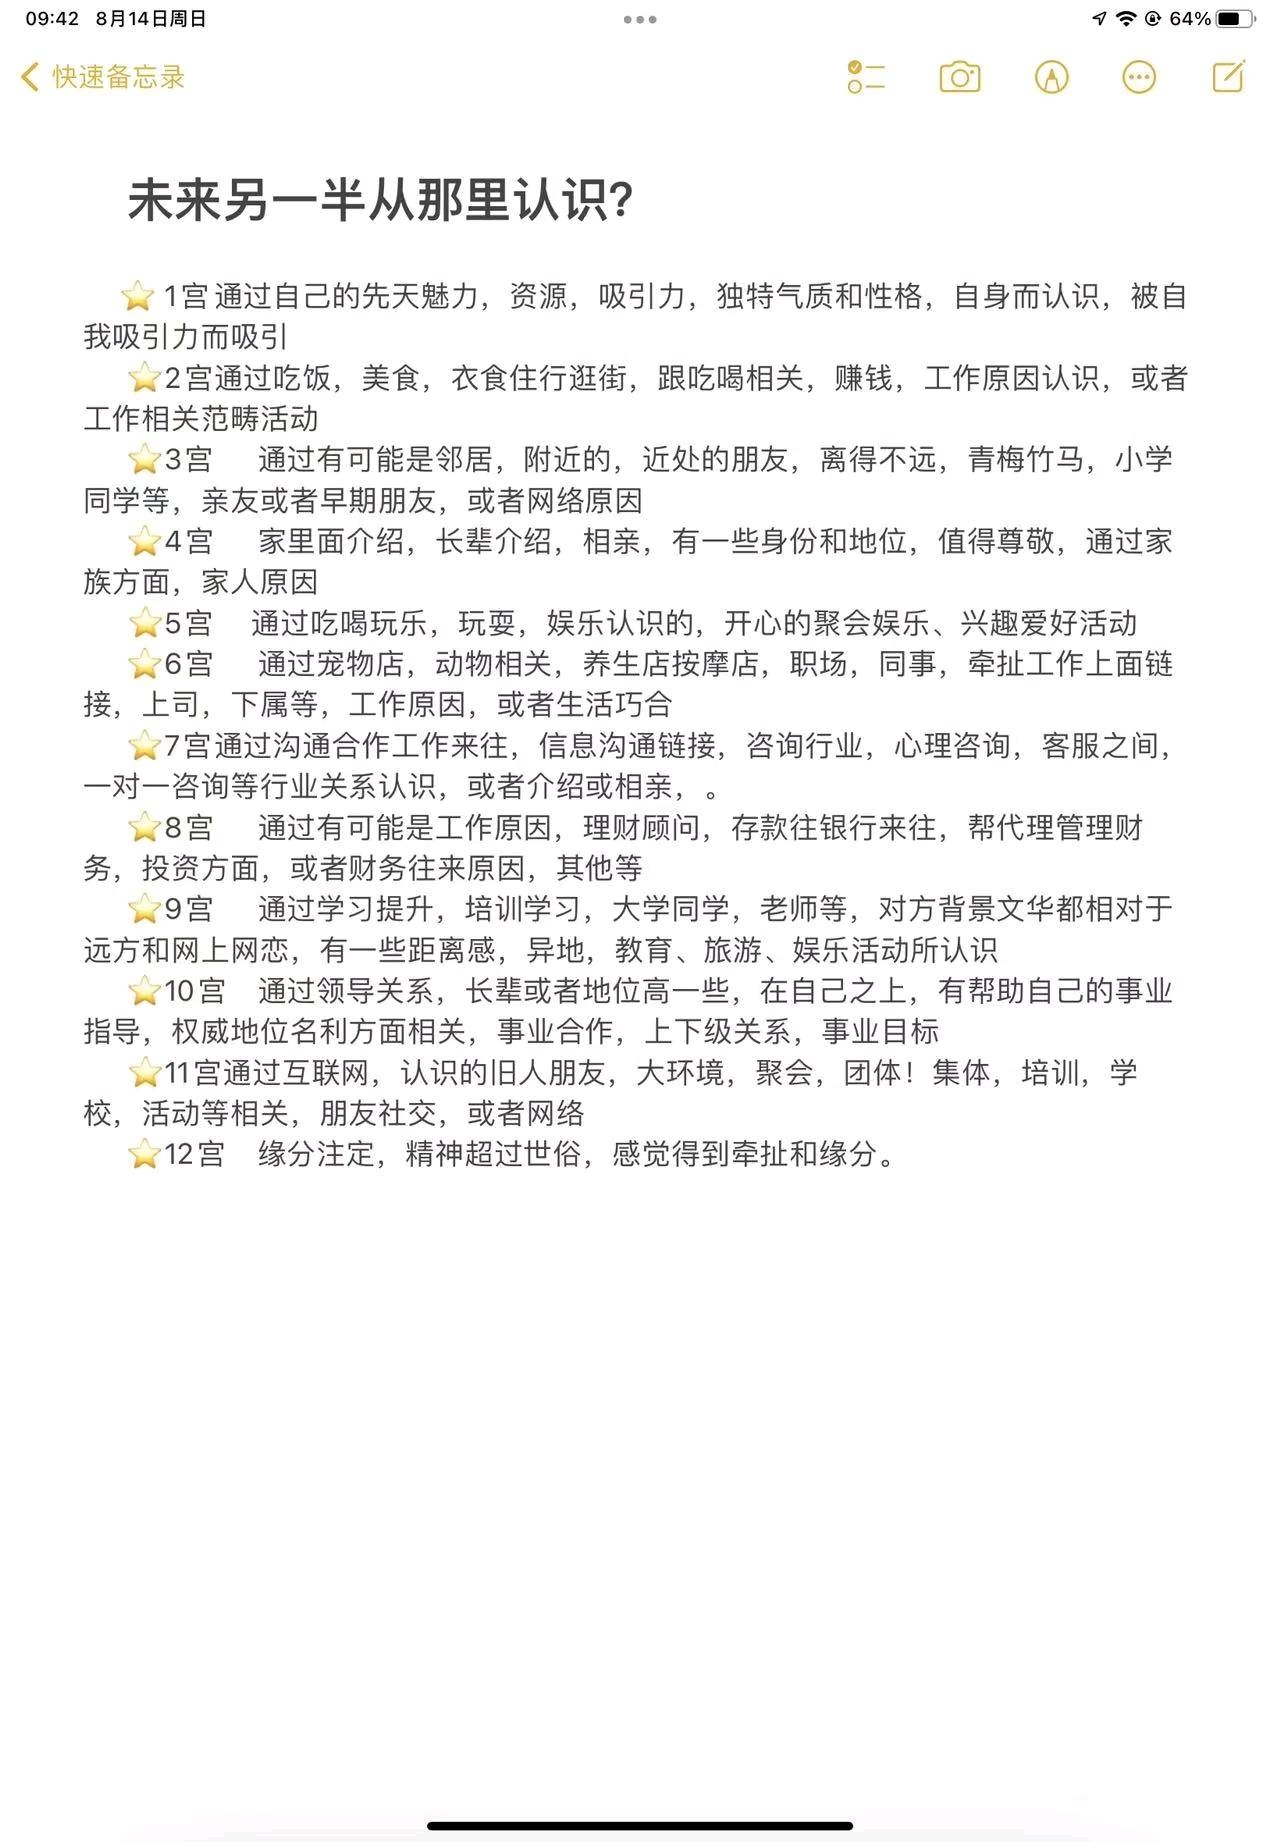 09:42 8月14日周日
64%
快速备忘录
未来另一半从那里认识?
⭐ 1宫通过自己的先天魅力，资源，吸引力，独特气质和性格，自身而认识，被自
我吸引力而吸引
⭐2宫通过吃饭，美食，衣食住行逛街，跟吃喝相关，赚钱，工作原因认识，或者
工作相关范畴活动
⭐3宫 通过有可能是邻居，附近的，近处的朋友，离得不远，青梅竹马，小学
同学等，亲友或者早期朋友，或者网络原因
⭐4宫 家里面介绍，长辈介绍，相亲，有一些身份和地位，值得尊敬，通过家
族方面，家人原因
⭐5宫 通过吃喝玩乐，玩耍，娱乐认识的，开心的聚会娱乐、兴趣爱好活动
⭐6宫 通过宠物店，动物相关，养生店按摩店，职场，同事，牵扯工作上面链
接，上司，下属等，工作原因，或者生活巧合
⭐7宫通过沟通合作工作来往，信息沟通链接，咨询行业，心理咨询，客服之间，
一对一咨询等行业关系认识，或者介绍或相亲，。
⭐8宫 通过有可能是工作原因，理财顾问，存款往银行来往，帮代理管理财
务，投资方面，或者财务往来原因，其他等
⭐9宫 通过学习提升，培训学习，大学同学，老师等，对方背景文华都相对于
远方和网上网恋，有一些距离感，异地，教育、旅游、娱乐活动所认识
⭐10宫 通过领导关系，长辈或者地位高一些，在自己之上，有帮助自己的事业
指导，权威地位名利方面相关，事业合作，上下级关系，事业目标
⭐11宫通过互联网，认识的旧人朋友，大环境，聚会，团体！集体，培训，学
校，活动等相关，朋友社交，或者网络
⭐12宫 缘分注定，精神超过世俗，感觉得到牵扯和缘分。